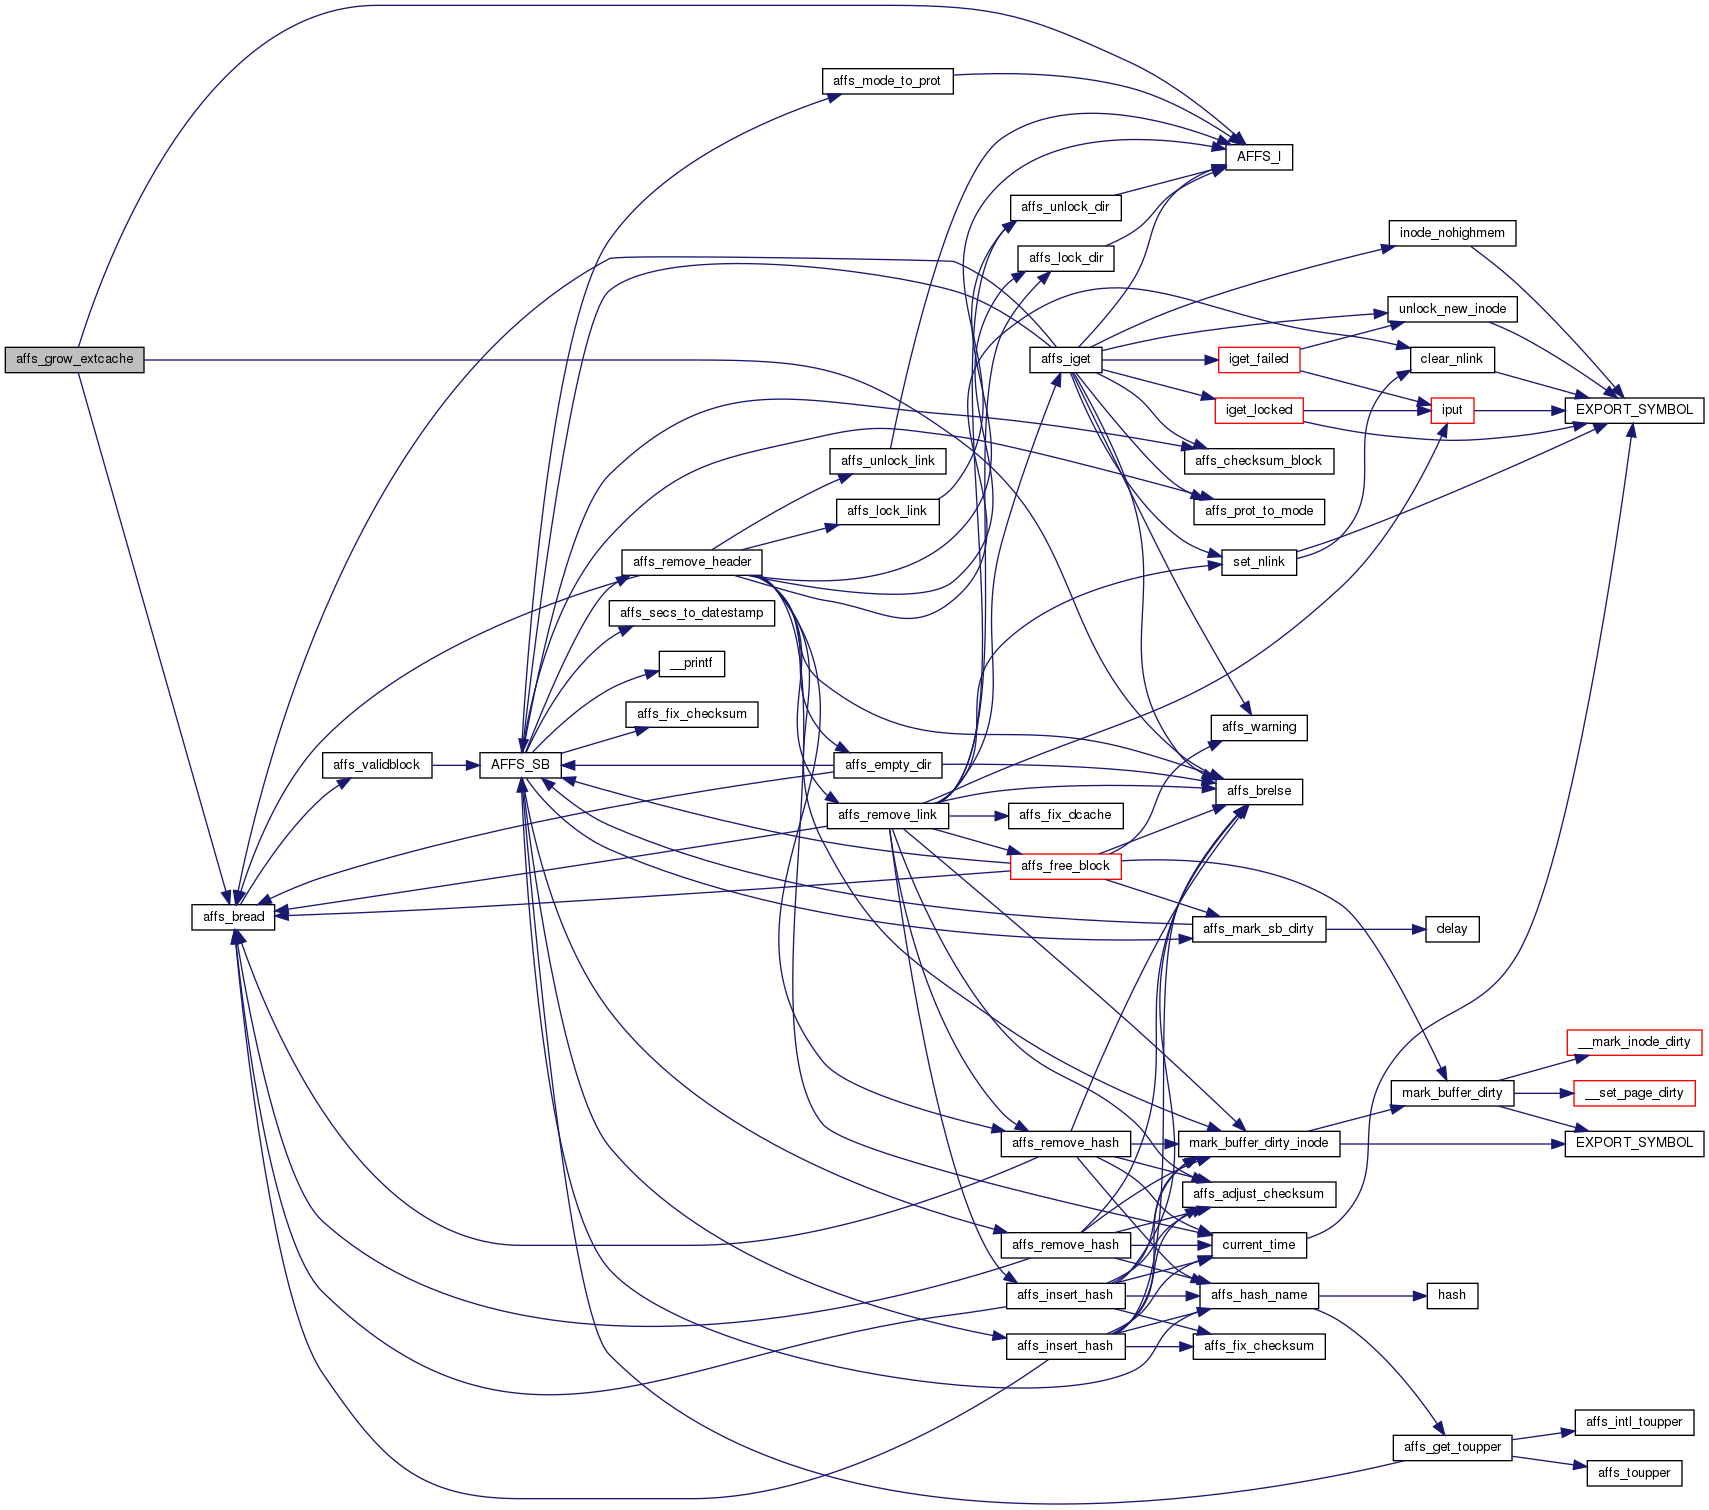 affs_mode_to_prot
AFFS_I
affs_unlock_dir
inode_nohighmem
affs_lock_dir
unlock_new_inode
affs_grow_extcache
affs_iget
iget_failed
clear_nlink
iget_locked
iput
EXPORT_SYMBOL
affs_unlock_link
affs_checksum_block
affs_lock_link
affs_prot_to_mode
affs_remove_header
set_nlink
affs_secs_to_datestamp
__printf
affs_fix_checksum
affs_warning
affs_validblock
AFFS_SB
affs_empty_dir
affs_brelse
affs_remove_link
affs_fix_dcache
affs_free_block
affs_bread
affs_mark_sb_dirty
delay
__mark_inode_dirty
mark_buffer_dirty
__set_page_dirty
affs_remove_hash
mark_buffer_dirty_inode
EXPORT_SYMBOL
affs_adjust_checksum
affs_remove_hash
current_time
affs_insert_hash
affs_hash_name
hash
affs_insert_hash
affs_fix_checksum
affs_intl_toupper
affs_get_toupper
affs_toupper